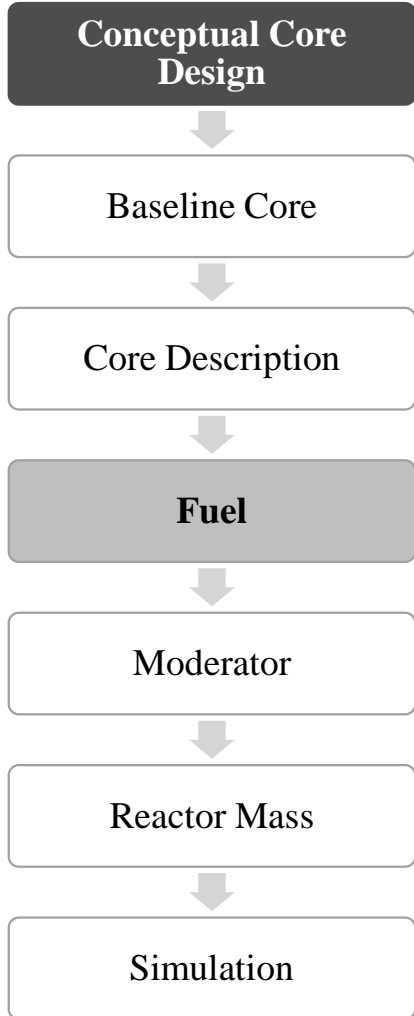 Conceptual Core
Design
Baseline Core
Core Description
Fuel
Moderator
Reactor Mass
Simulation